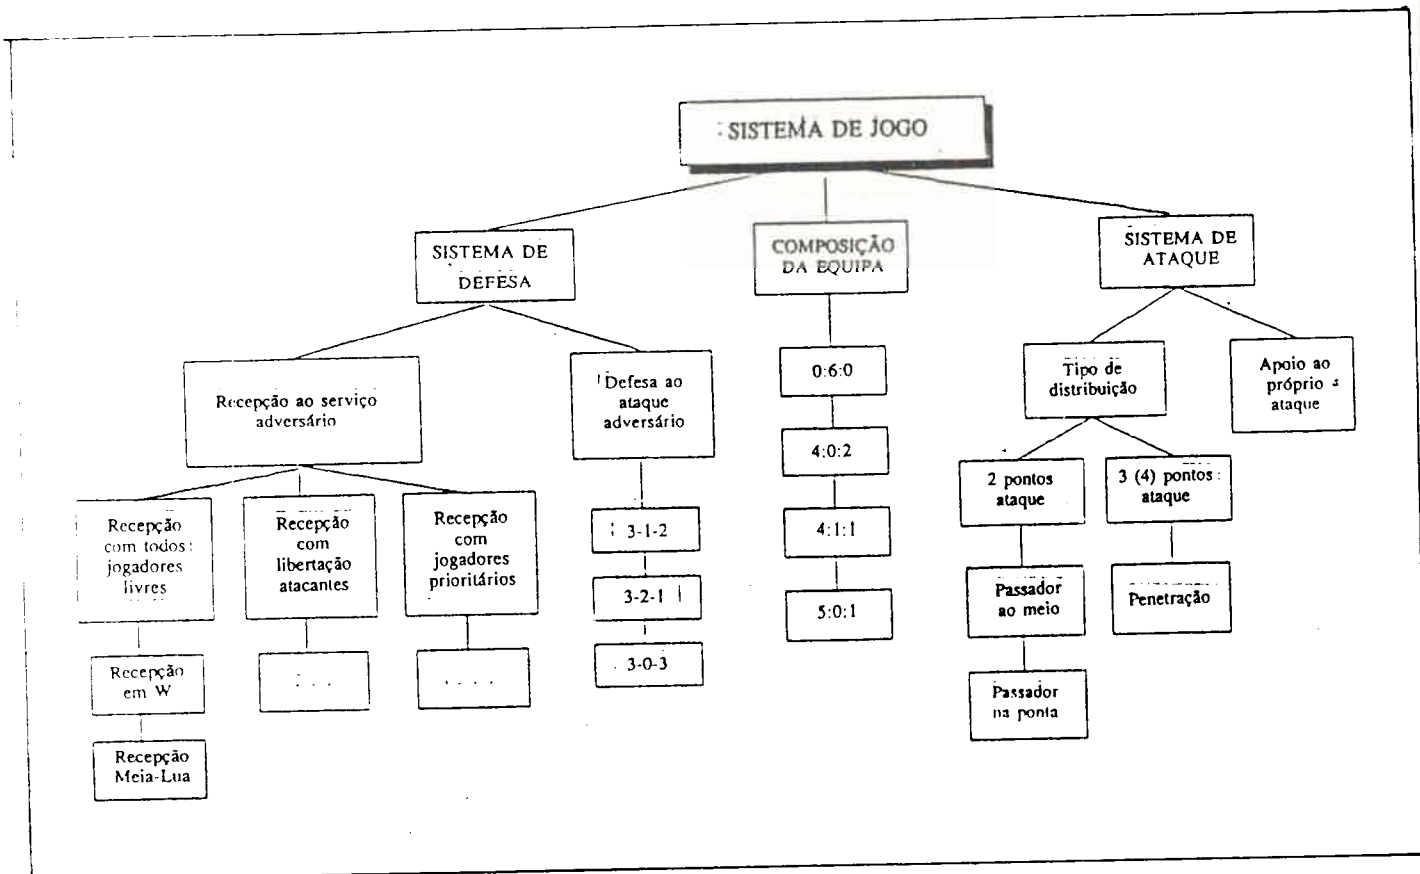 SISTEMA DE JOGO
SISTEMA DE
DEFESA
COMPOSIÇÃO
DA EQUIPA
SISTEMA DE
ATAQUE
Recepção ao serviço
adversário
Defesa ao
ataque
adversário
0:6:0
Tipo de
distribuição
Apoio ao
próprio
ataque
4:0:2
2 pontos
ataque
3 (4) pontos
ataque
Recepção
com todos
jogadores
livres
Recepção
com
libertação
atacantes
Recepção
com
jogadores
prioritários
3-1-2
4:1:1
3-2-1
Passador
ao meio
Penetração
5:0:1
Recepção
em W
. . .
. . . .
3-0-3
Passador
na ponta
Recepção
Meia-Lua